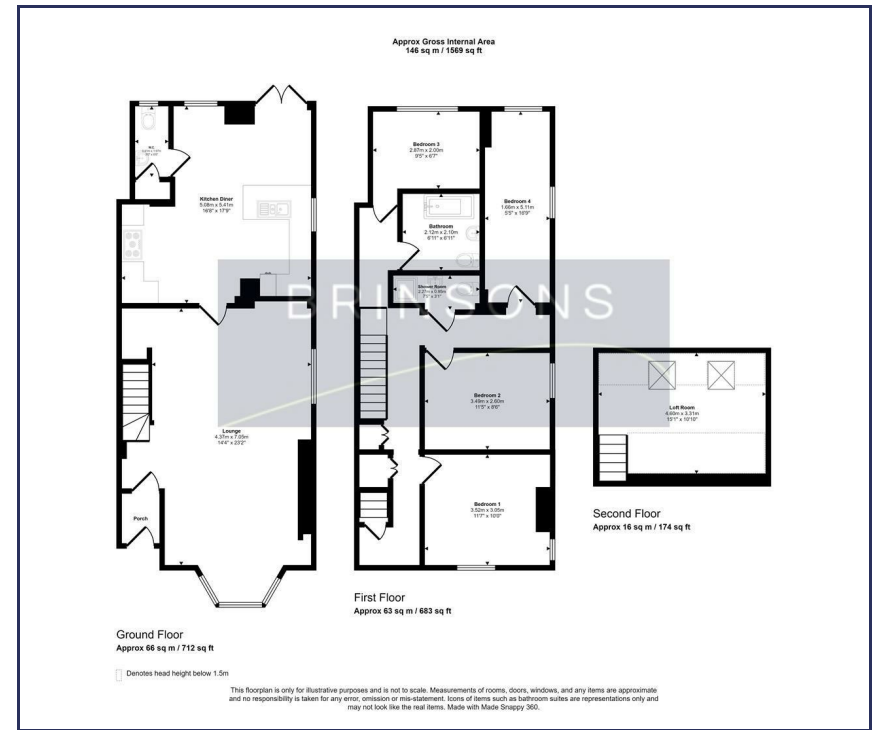 Approx Gross Internal Area
146 sq m / 1569 sq ft
W.C
Kitchen Diner
5.08m x 5.41m
16'8" x 17'9"
Lounge
4.37m x 7.05m
14'4" x 23'2"
Porch
Ground Floor
Approx 66 sq m / 712 sq ft
Bedroom 3
2.87m x 2.00m
9'5" x 6'7"
Bedroom 4
1.66m x 5.11m
5'5" x 16'9"
Bathroom
2.12m x 2.10m
6'11" x 6'11"
Shower Room
7'3" x 3'1"
BRINSONS
Bedroom 2
3.49m x 2.60m
11'5" x 8'6"
Bedroom 1
3.52m x 3.05m
11'7" x 10'0"
First Floor
Approx 63 sq m / 683 sq ft
Loft Room
4.60m x 3.31m
15'1" x 10'10"
Second Floor
Approx 16 sq m / 174 sq ft
Denotes head height below 1.5m
This floorplan is only for illustrative purposes and is not to scale. Measurements of rooms, doors, windows, and any items are approximate
and no responsibility is taken for any error, omission or mis-statement. Icons of items such as bathroom suites are representations only and
may not look like the real items. Made with Made Snappy 360.